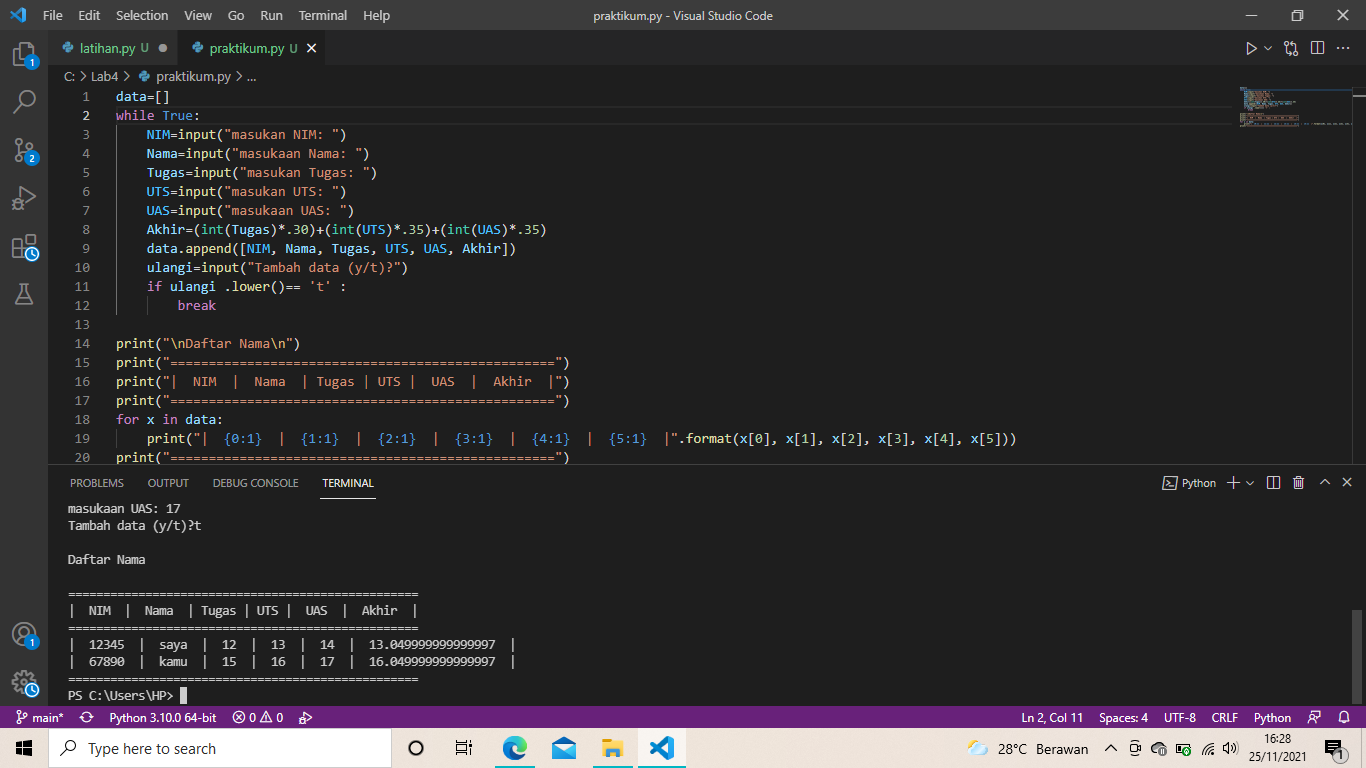 File Edit Selection View Go Run Terminal Help praktikum.py - Visual Studio Code
latihan.py U praktikum.py U
C: > Lab4 > praktikum.py > ...
1 data=[]
2 while True:
3 NIM=input("masukan NIM: ")
4 Nama=input("masukaan Nama: ")
5 Tugas=input("masukan Tugas: ")
6 UTS=input("masukan UTS: ")
7 UAS=input("masukaan UAS: ")
8 Akhir=(int(Tugas)*.30)+(int(UTS)*.35)+(int(UAS)*.35)
9 data.append([NIM, Nama, Tugas, UTS, UAS, Akhir])
10 ulangi=input("Tambah data (y/t)?")
11 if ulangi .lower()== 't' :
12 break
13
14 print("\nDaftar Nama\n")
15 print("==================================================")
16 print("|  NIM  |  Nama  | Tugas | UTS |  UAS  |  Akhir  |")
17 print("==================================================")
18 for x in data:
19 print("|  {0:1}  |  {1:1}  |  {2:1}  |  {3:1}  |  {4:1}  |  {5:1}  |".format(x[0], x[1], x[2], x[3], x[4], x[5]))
20 print("==================================================")
PROBLEMS OUTPUT DEBUG CONSOLE TERMINAL Python
masukaan UAS: 17
Tambah data (y/t)?t
Daftar Nama
==================================================
|  NIM  |  Nama  | Tugas | UTS |  UAS  |  Akhir  |
==================================================
|  12345  |  saya  |  12  |  13  |  14  |  13.049999999999997  |
|  67890  |  kamu  |  15  |  16  |  17  |  16.049999999999997  |
==================================================
PS C:\Users\HP>
1
2
1
main* Python 3.10.0 64-bit 0 0 Ln 2, Col 11 Spaces: 4 UTF-8 CRLF Python
Type here to search 28°C Berawan 16:28
25/11/2021
1